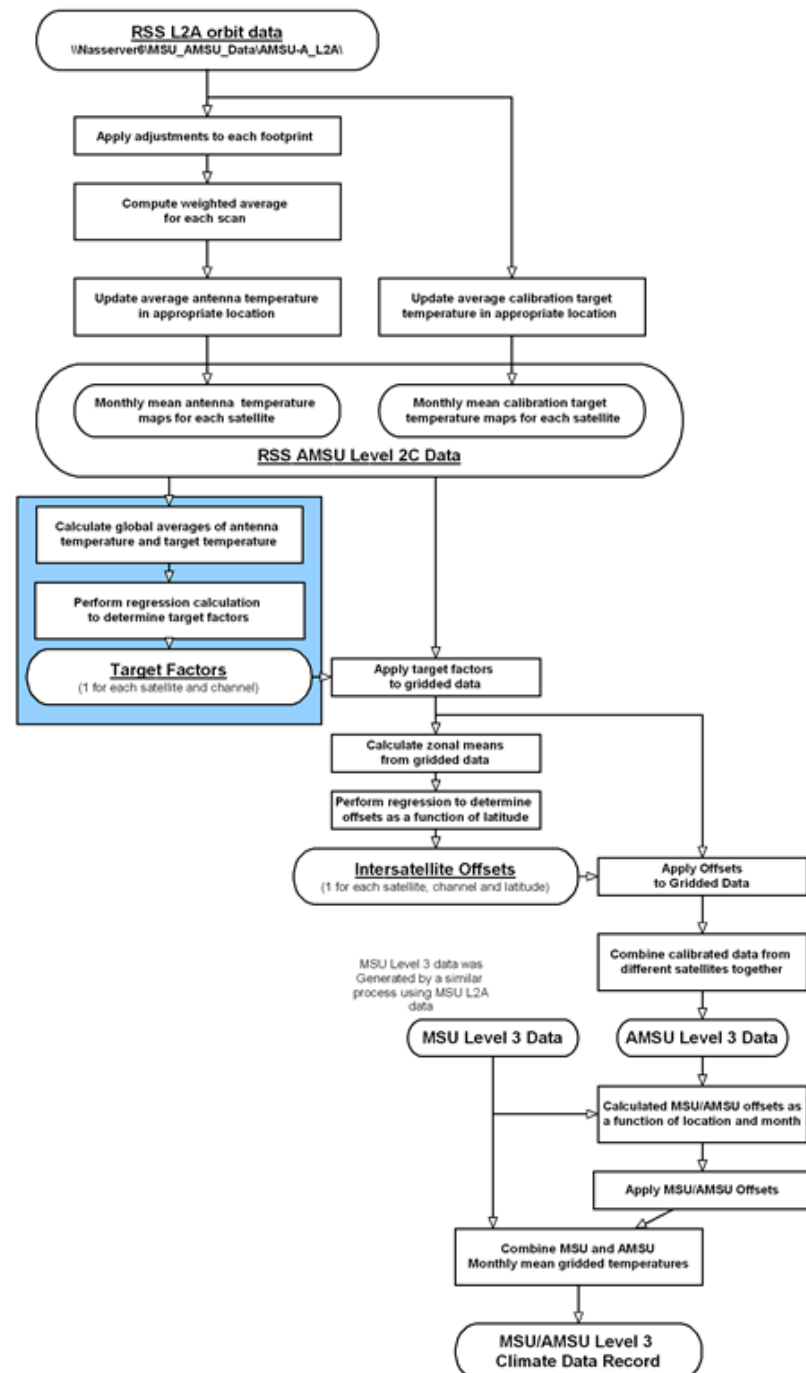 RSS L2A orbit data
\\Nasserver6\MSU_AMSU_Data\AMSU-A_L2A\
Apply adjustments to each footprint
Compute weighted average
for each scan
Update average antenna temperature
in appropriate location
Update average calibration target
temperature in appropriate location
Monthly mean antenna temperature
maps for each satellite
Monthly mean calibration target
temperature maps for each satellite
RSS AMSU Level 2C Data
Calculate global averages of antenna
temperature and target temperature
Perform regression calculation
to determine target factors
Target Factors
(1 for each satellite and channel)
Apply target factors
to gridded data
Calculate zonal means
from gridded data
Perform regression to determine
offsets as a function of latitude
Intersatellite Offsets
(1 for each satellite, channel and latitude)
Apply Offsets
to Gridded Data
Combine calibrated data from
different satellites together
MSU Level 3 data was
Generated by a similar
process using MSU L2A
data
MSU Level 3 Data
AMSU Level 3 Data
Calculated MSU/AMSU offsets as
a function of location and month
Apply MSU/AMSU Offsets
Combine MSU and AMSU
Monthly mean gridded temperatures
MSU/AMSU Level 3
Climate Data Record